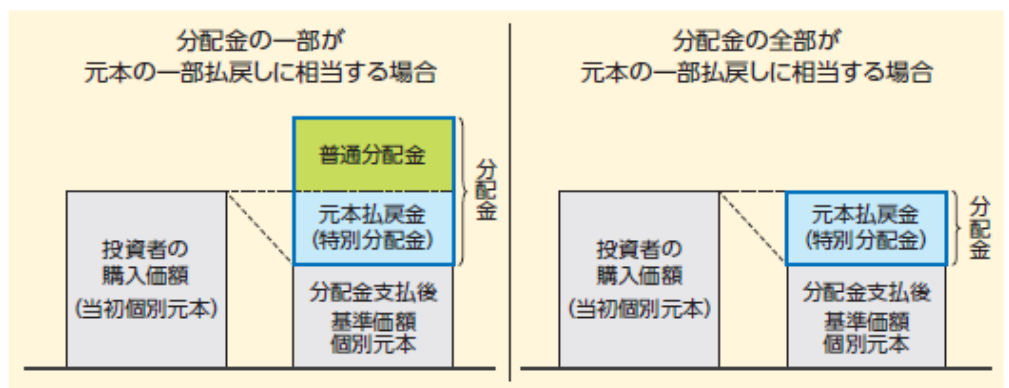 分配金の一部が
元本の一部払戻しに相当する場合
普通分配金
元本払戻金
(特別分配金)
分配金
投資者の
購入価額
(当初個別元本)
分配金支払後
基準価額
個別元本
分配金の全部が
元本の一部払戻しに相当する場合
元本払戻金
(特別分配金)
分配金
投資者の
購入価額
(当初個別元本)
分配金支払後
基準価額
個別元本